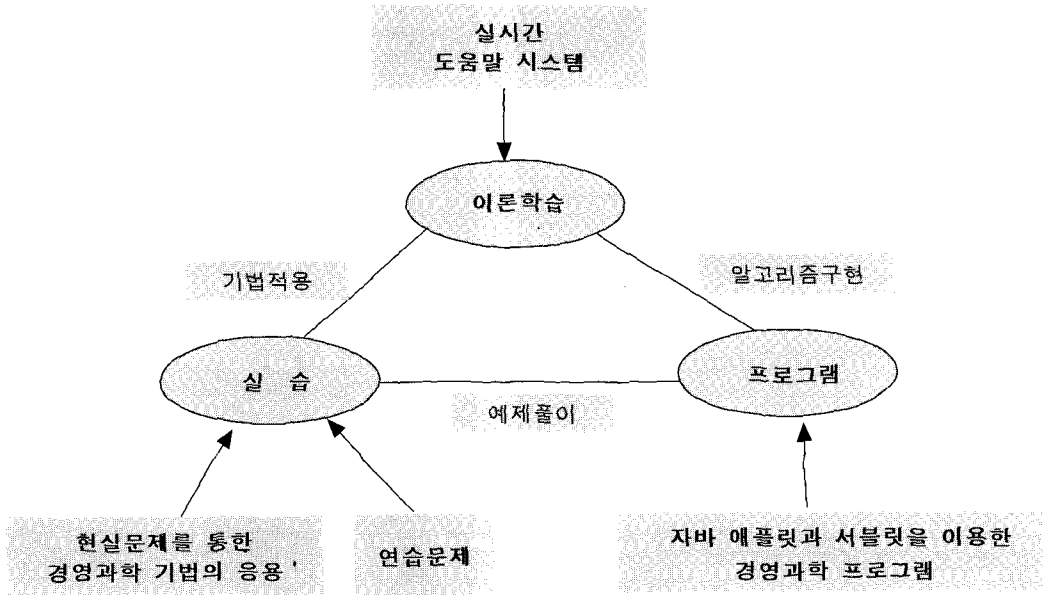 실시간
도움말 시스템
이론학습
기법적용
알고리즘구현
실 습
프로그램
예제풀이
현실문제를 통한
경영과학 기법의 응용
연습문제
자바 애플릿과 서블릿을 이용한
경영과학 프로그램